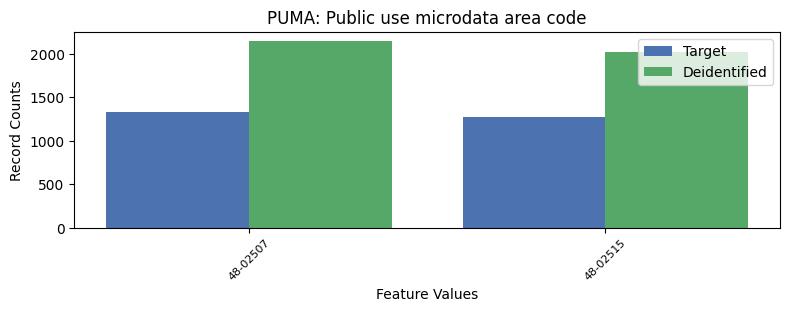 PUMA: Public use microdata area code
Record Counts
2000
1500
1000
500
0
Target
Deidentified
48-02507
48-02515
Feature Values